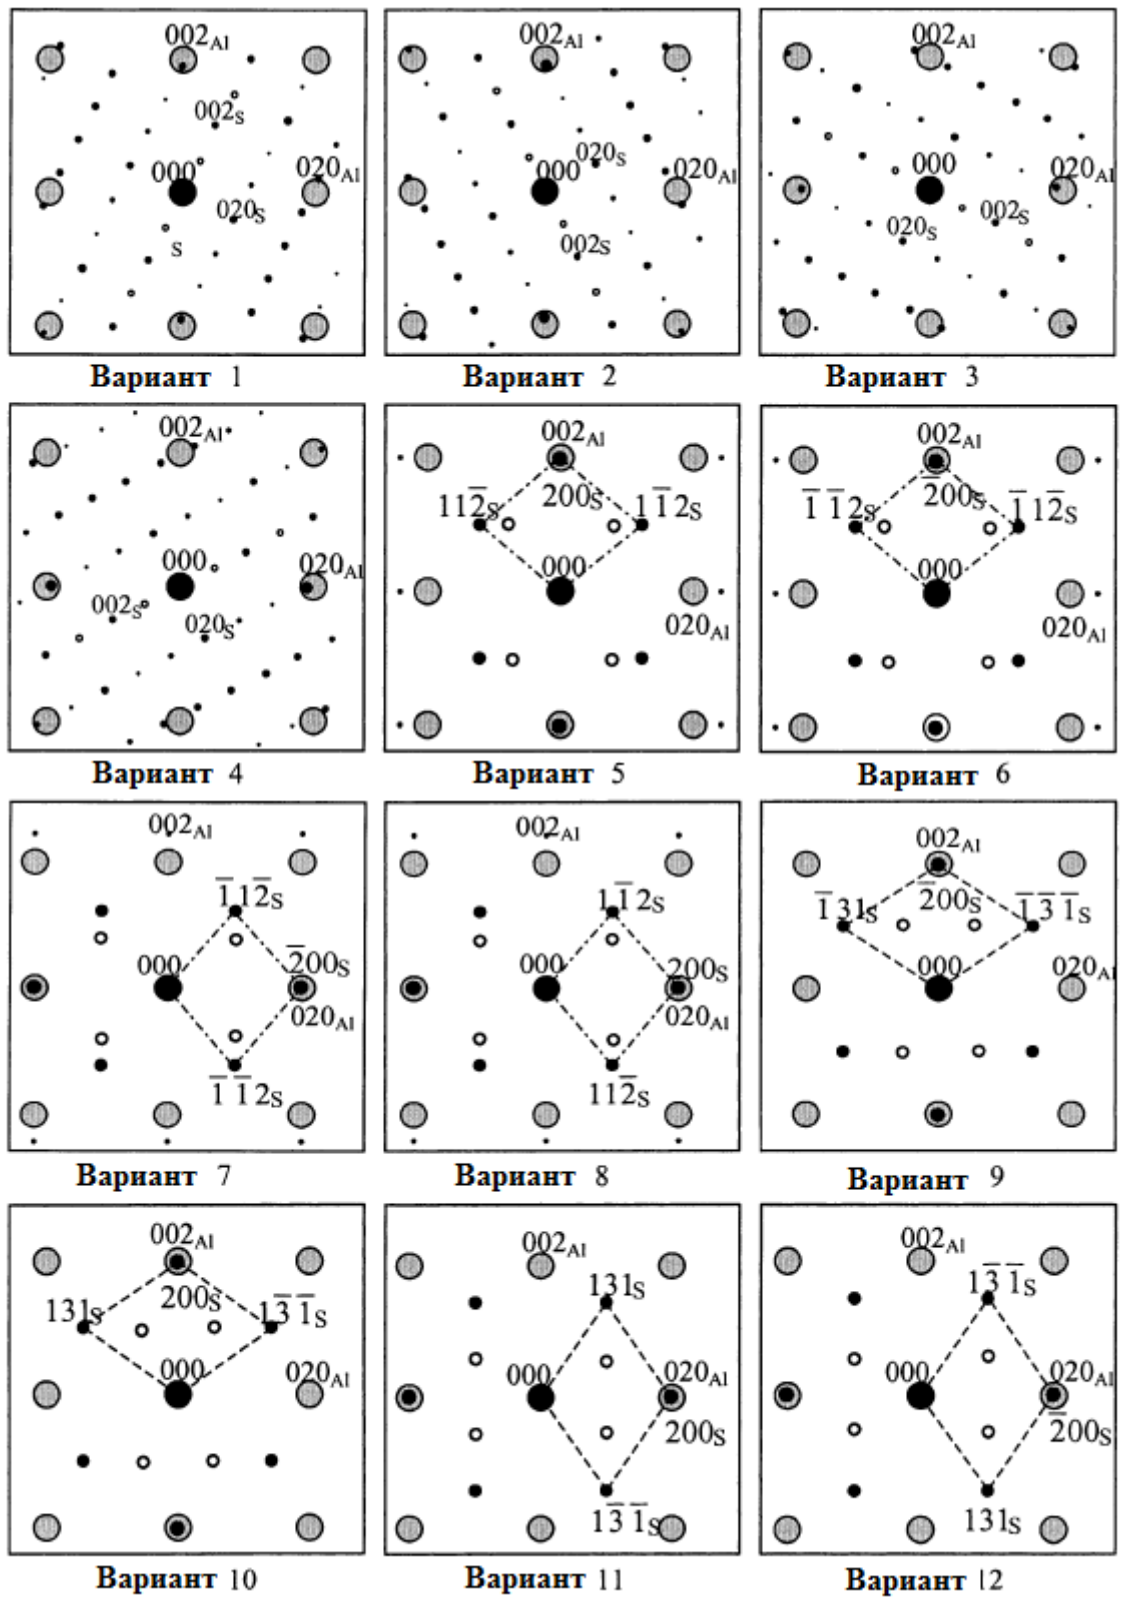 002Al
002S
000
020Al
020S
S
Вариант 1
002Al
020S
000
020Al
002S
Вариант 2
002Al
000
020Al
002S
020S
Вариант 3
002Al
000
020Al
002S
020S
Вариант 4
002Al
200S
112̅S
11̅2S
000
020Al
Вариант 5
002Al
2̅00S
1̅1̅2S
1̅12̅S
000
020Al
Вариант 6
002Al
1̅12̅S
000
2̅00S
020Al
1̅1̅2S
Вариант 7
002Al
11̅2S
000
200S
020Al
112̅S
Вариант 8
002Al
2̅00S
1̅31S
1̅3̅1̅S
000
020Al
Вариант 9
002Al
200S
131S
13̅1̅S
000
020Al
Вариант 10
002Al
131S
000
020Al
200S
13̅1̅S
Вариант 11
002Al
13̅1̅S
000
020Al
2̅00S
131S
Вариант 12